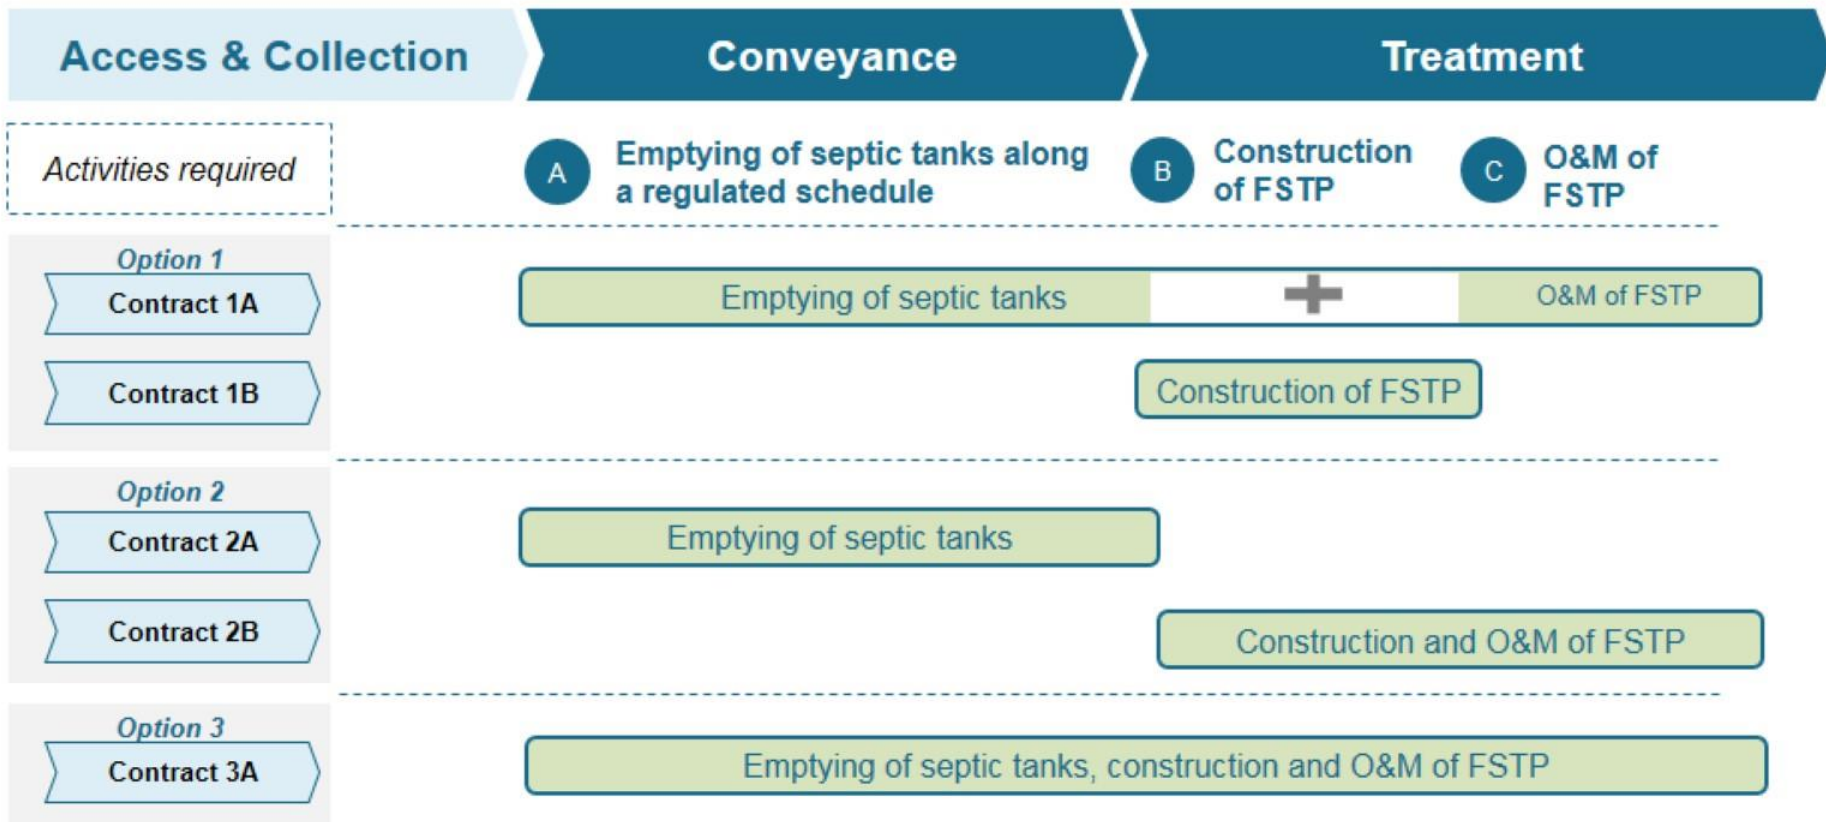 Access & Collection
Conveyance
Treatment
Activities required
A
Emptying of septic tanks along
a regulated schedule
B
Construction
of FSTP
C
O&M of
FSTP
Option 1
Contract 1A
Emptying of septic tanks
O&M of FSTP
Contract 1B
Construction of FSTP
Option 2
Contract 2A
Emptying of septic tanks
Contract 2B
Construction and O&M of FSTP
Option 3
Contract 3A
Emptying of septic tanks, construction and O&M of FSTP